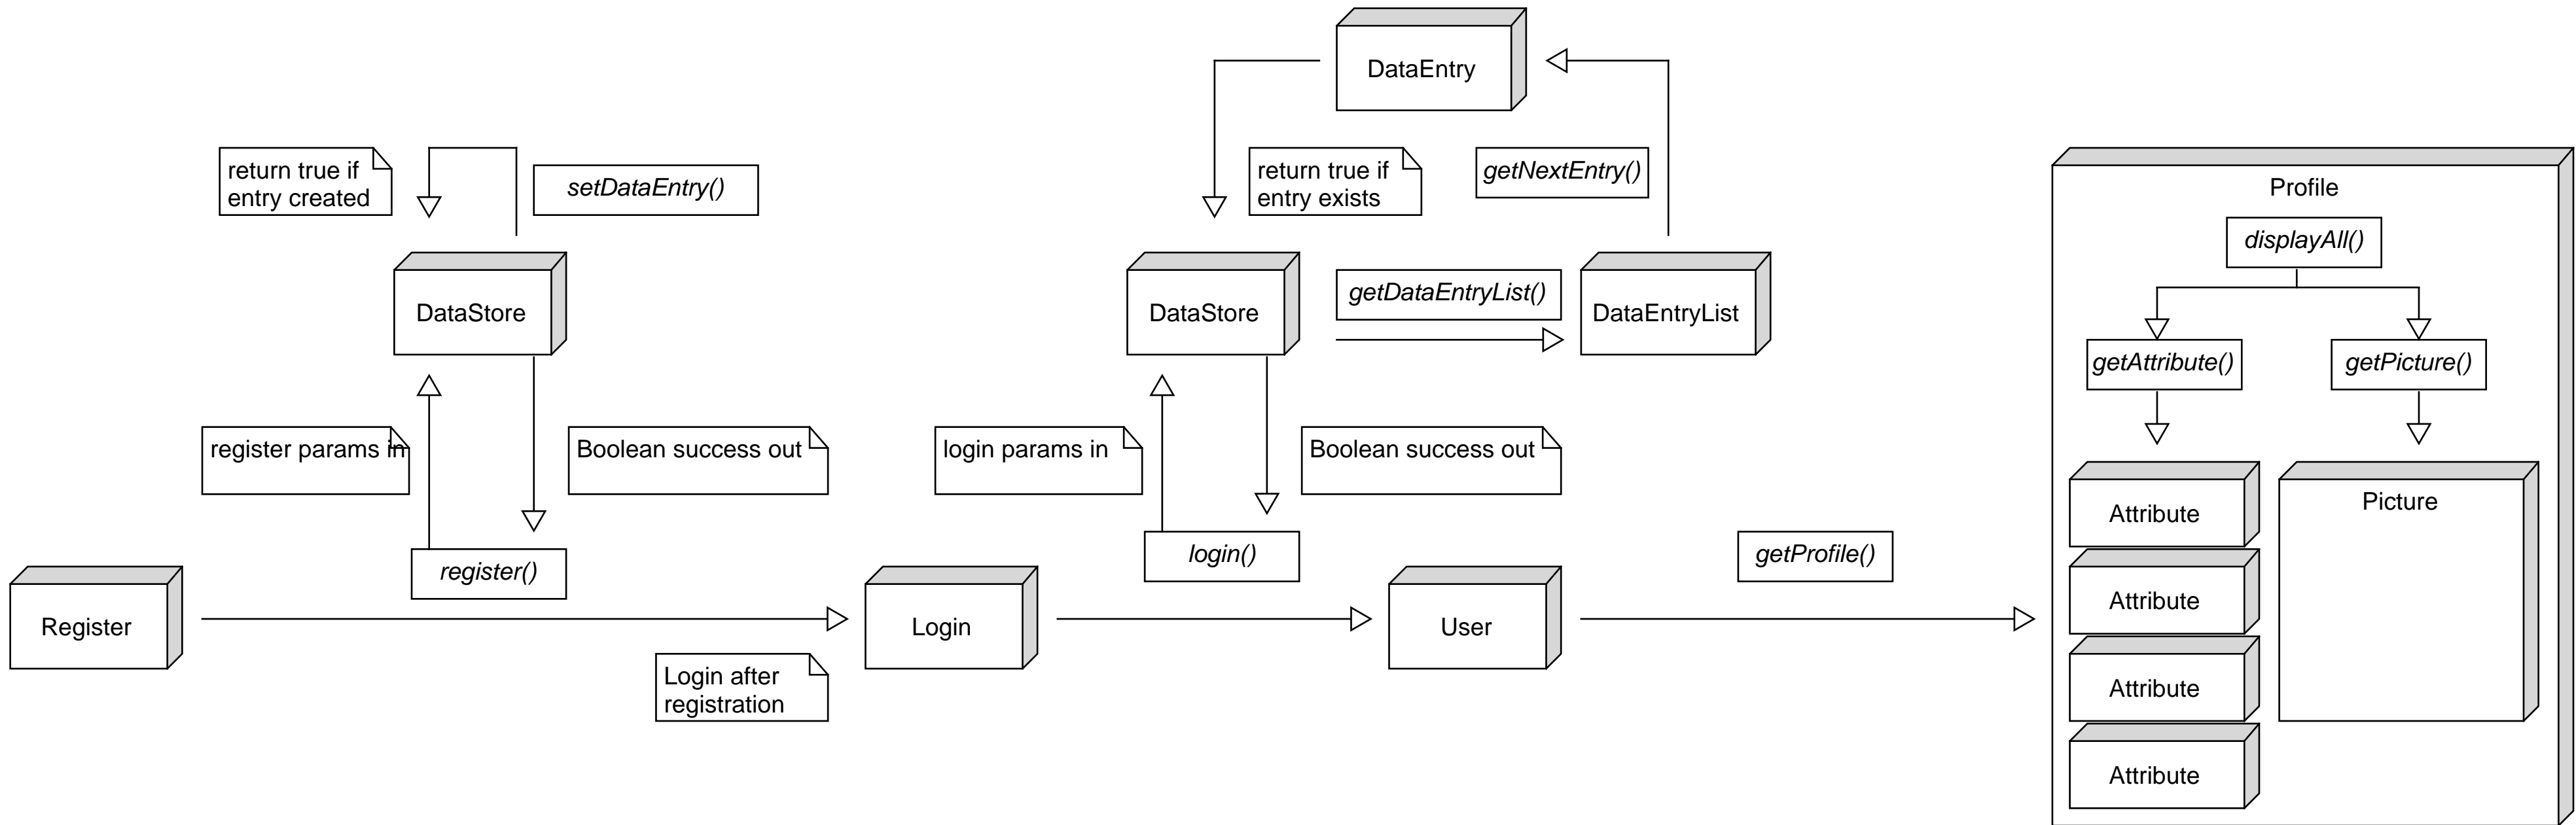 DataEntry
return true if
entry created
setDataEntry()
return true if
entry exists
getNextEntry()
Profile
displayAll()
DataStore
DataStore
getDataEntryList()
DataEntryList
getAttribute()
getPicture()
register params in
Boolean success out
login params in
Boolean success out
Attribute
Picture
register()
login()
getProfile()
Register
Login
User
Attribute
Login after
registration
Attribute
Attribute